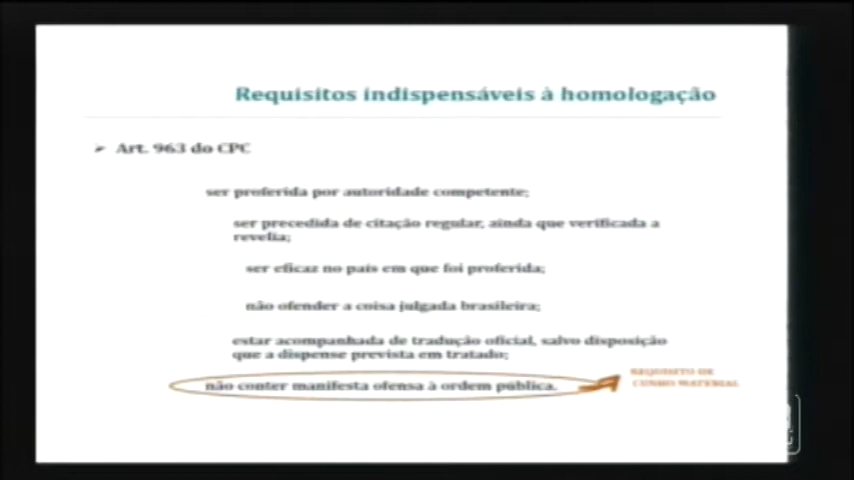 Requisitos indispensáveis à homologação
Art. 963 do CPC
ser proferida por autoridade competente;
ser precedida de citação regular, ainda que verificada a
revelia;
ser eficaz no país em que foi proferida;
não ofender a coisa julgada brasileira;
estar acompanhada de tradução oficial, salvo disposição
que a dispense prevista em tratado;
não conter manifesta ofensa à ordem pública.
REQUISITO DE
CUNHO MATERIAL